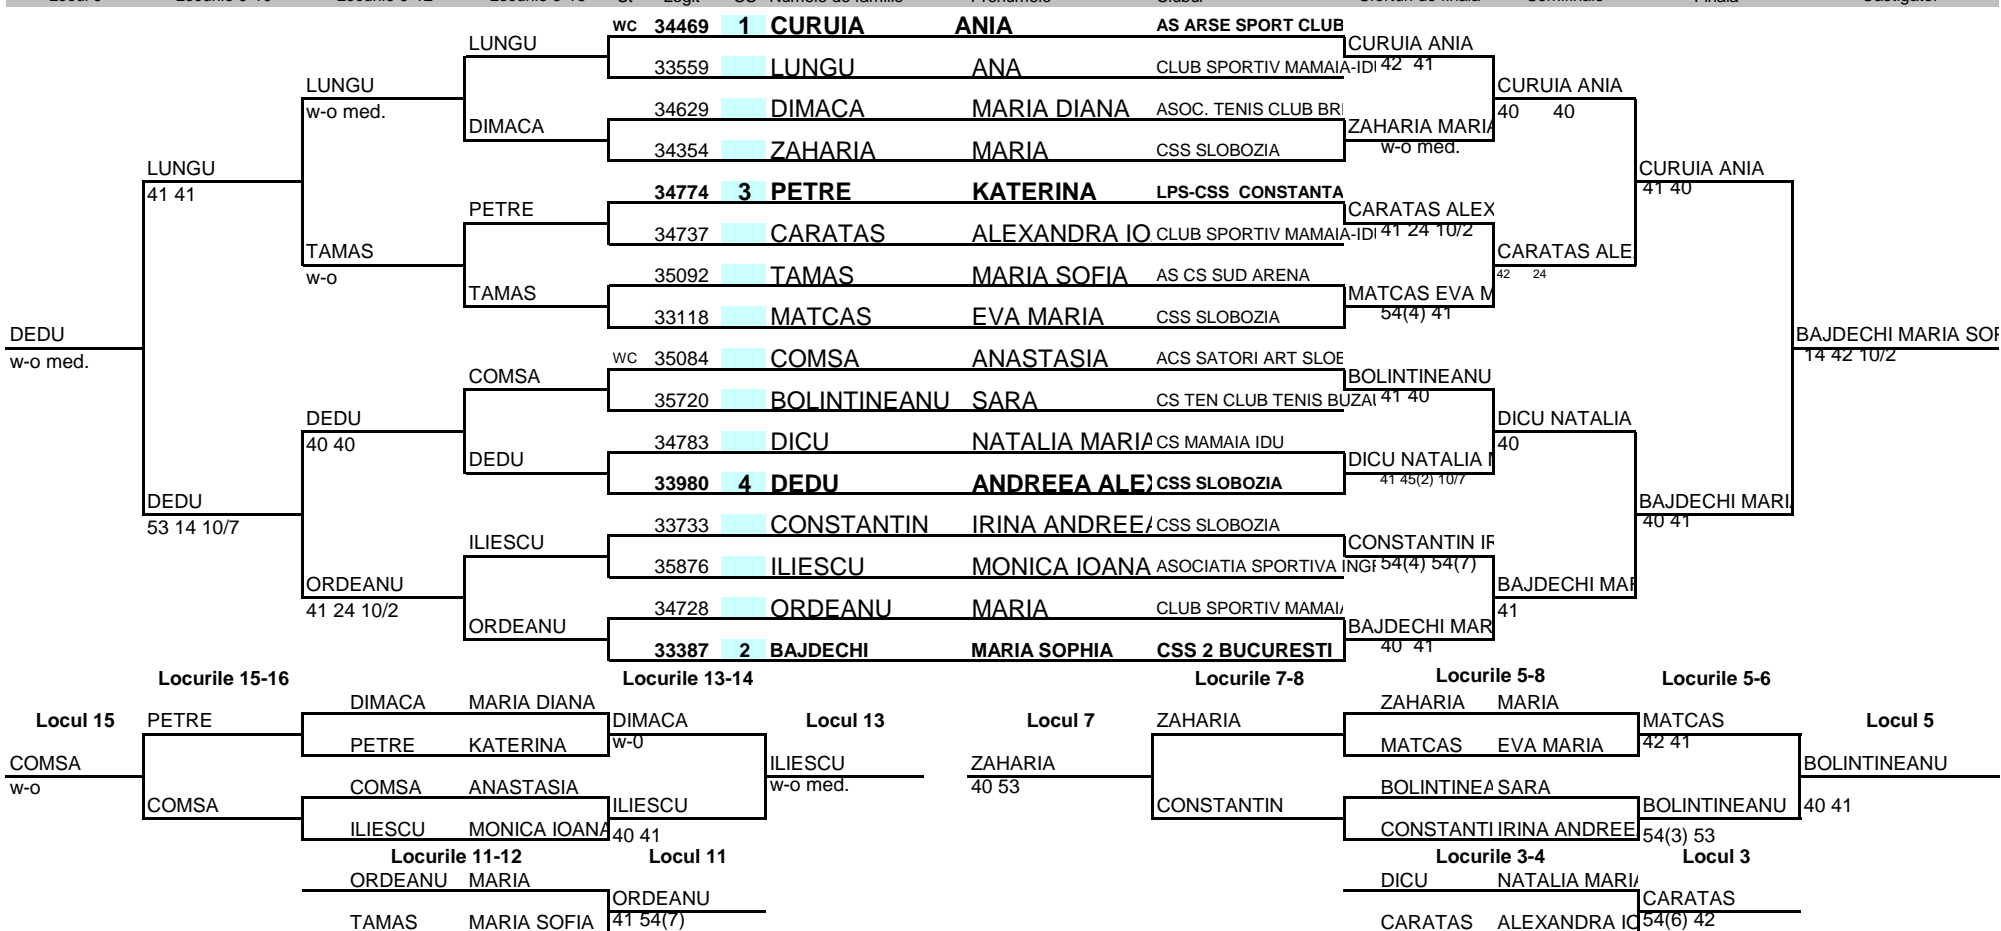 WC 34469 1 CURUIA ANIA AS ARSE SPORT CLUB
LUNGU CURUIA ANIA
33559 LUNGU ANA CLUB SPORTIV MAMAIA-IDU 42 41
LUNGU CURUIA ANIA
w-o med. 34629 DIMACA MARIA DIANA ASOC. TENIS CLUB BRI 40 40
DIMACA ZAHARIA MARIA
34354 ZAHARIA MARIA CSS SLOBOZIA w-o med.
LUNGU CURUIA ANIA
41 41 34774 3 PETRE KATERINA LPS-CSS CONSTANTA 41 40
PETRE CARATAS ALEX
34737 CARATAS ALEXANDRA IO CLUB SPORTIV MAMAIA-IDU 41 24 10/2
TAMAS CARATAS ALE
w-o 35092 TAMAS MARIA SOFIA AS CS SUD ARENA 42 24
TAMAS MATCAS EVA M
33118 MATCAS EVA MARIA CSS SLOBOZIA 54(4) 41
DEDU BAJDECHI MARIA SOP
w-o med. WC 35084 COMSA ANASTASIA ACS SATORI ART SLOB 14 42 10/2
COMSA BOLINTINEANU
35720 BOLINTINEANU SARA CS TEN CLUB TENIS BUZAU 41 40
DEDU DICU NATALIA
40 40 34783 DICU NATALIA MARIA CS MAMAIA IDU 40
DEDU DICU NATALIA M
33980 4 DEDU ANDREEA ALEX CSS SLOBOZIA 41 45(2) 10/7
DEDU BAJDECHI MARIA
53 14 10/7 33733 CONSTANTIN IRINA ANDREEA CSS SLOBOZIA 40 41
ILIESCU CONSTANTIN IR
35876 ILIESCU MONICA IOANA ASOCIATIA SPORTIVA INGF 54(4) 54(7)
ORDEANU BAJDECHI MAR
41 24 10/2 34728 ORDEANU MARIA CLUB SPORTIV MAMAIA 41
ORDEANU BAJDECHI MAR
33387 2 BAJDECHI MARIA SOPHIA CSS 2 BUCURESTI 40 41
Locurile 15-16 Locurile 13-14 Locurile 7-8 Locurile 5-8 Locurile 5-6
DIMACA MARIA DIANA ZAHARIA MARIA
Locul 15 PETRE DIMACA Locul 13 Locul 7 ZAHARIA MATCAS Locul 5
PETRE KATERINA w-0 MATCAS EVA MARIA 42 41
COMSA ILIESCU ZAHARIA BOLINTINEANU
w-o COMSA ANASTASIA w-o med. 40 53 BOLINTINEA SARA
COMSA ILIESCU CONSTANTIN BOLINTINEANU 40 41
ILIESCU MONICA IOANA 40 41 CONSTANTI IRINA ANDREE 54(3) 53
Locurile 11-12 Locul 11 Locurile 3-4 Locul 3
ORDEANU MARIA DICU NATALIA MARIA
ORDEANU CARATAS
TAMAS MARIA SOFIA 41 54(7) CARATAS ALEXANDRA IO 54(6) 42